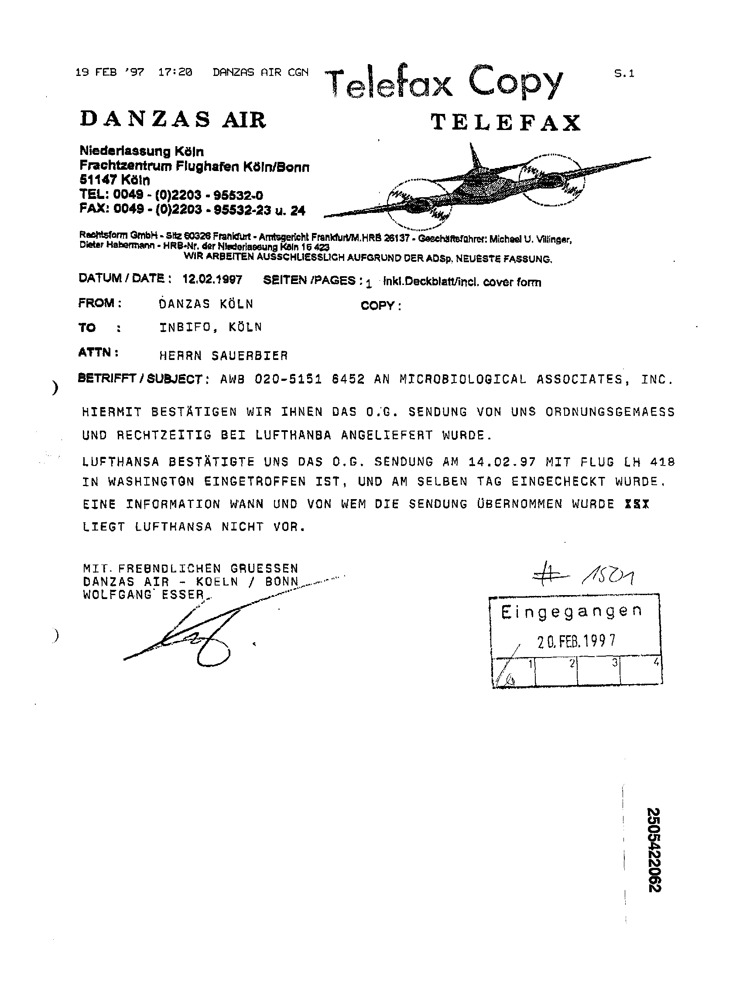 19 FEB '97 17:20 DANZAS AIR CGN Telefax Copy S.1
DANZAS AIR TELEFAX
Niederlassung Köln
Frachtzentrum Flughafen Köln/Bonn
51147 Köln
TEL: 0049 - (0)2203 - 95532-0
FAX: 0049 - (0)2203 - 95532-23 u. 24
Rechtsform GmbH - Sitz 60326 Frankfurt - Amtsgericht Frankfurt/M.HRB 26137 - Geschäftsführer: Michael U. Villinger,
Dieter Habermann - HRB-Nr. der Niederlassung Köln 16 423
WIR ARBEITEN AUSSCHLIESSLICH AUFGRUND DER ADSp. NEUESTE FASSUNG.
DATUM / DATE : 12.02.1997 SEITEN /PAGES : 1 inkl.Deckblatt/incl. cover form
FROM : DANZAS KÖLN COPY :
TO : INBIFO, KÖLN
ATTN : HERRN SAUERBIER
BETRIFFT / SUBJECT : AWB 020-5151 6452 AN MICROBIOLOGICAL ASSOCIATES, INC.
HIERMIT BESTÄTIGEN WIR IHNEN DAS O.G. SENDUNG VON UNS ORDNUNGSGEMAESS
UND RECHTZEITIG BEI LUFTHANBA ANGELIEFERT WURDE.
LUFTHANSA BESTÄTIGTE UNS DAS O.G. SENDUNG AM 14.02.97 MIT FLUG LH 418
IN WASHINGTON EINGETROFFEN IST, UND AM SELBEN TAG EINGECHECKT WURDE.
EINE INFORMATION WANN UND VON WEM DIE SENDUNG ÜBERNOMMEN WURDE
LIEGT LUFTHANSA NICHT VOR.
MIT FREBNDLICHEN GRUESSEN
DANZAS AIR - KOELN / BONN
WOLFGANG ESSER
# 1501
Eingegangen
20. FEB. 1997
1 2 3 4
2505422062